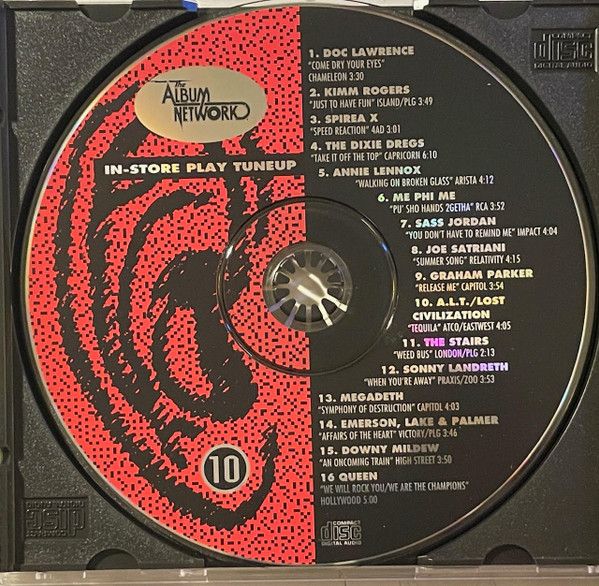 The
ALBUM
NETWORK
IN-STORE PLAY TUNEUP
1. DOC LAWRENCE
"COME DRY YOUR EYES"
CHAMELEON 3:30
2. KIMM ROGERS
"JUST TO HAVE FUN" ISLAND/PLG 3:49
3. SPIREA X
"SPEED REACTION" 4AD 3:01
4. THE DIXIE DREGS
"TAKE IT OFF THE TOP" CAPRICORN 6:10
5. ANNIE LENNOX
"WALKING ON BROKEN GLASS" ARISTA 4:12
6. ME PHI ME
"PU' SHO HANDS 2GETHA" RCA 3:52
7. SASS JORDAN
"YOU DON'T HAVE TO REMIND ME" IMPACT 4:04
8. JOE SATRIANI
"SUMMER SONG" RELATIVITY 4:15
9. GRAHAM PARKER
"RELEASE ME" CAPITOL 3:54
10. A.L.T./LOST
CIVILIZATION
"TEQUILA" ATCO/EASTWEST 4:05
11. THE STAIRS
"WEED BUS" LONDON/PLG 2:13
12. SONNY LANDRETH
"WHEN YOU'RE AWAY" PRAXIS/ZOO 3:53
13. MEGADETH
"SYMPHONY OF DESTRUCTION" CAPITOL 4:03
14. EMERSON, LAKE & PALMER
"AFFAIRS OF THE HEART" VICTORY/PLG 3:46
15. DOWNY MILDEW
"AN ONCOMING TRAIN" HIGH STREET 3:50
16 QUEEN
"WE WILL ROCK YOU/WE ARE THE CHAMPIONS"
HOLLYWOOD 5:00
10
COMPACT
disc
DIGITAL AUDIO
COMPACT
disc
DIGITAL AUDIO
COMPACT
disc
DIGITAL AUDIO